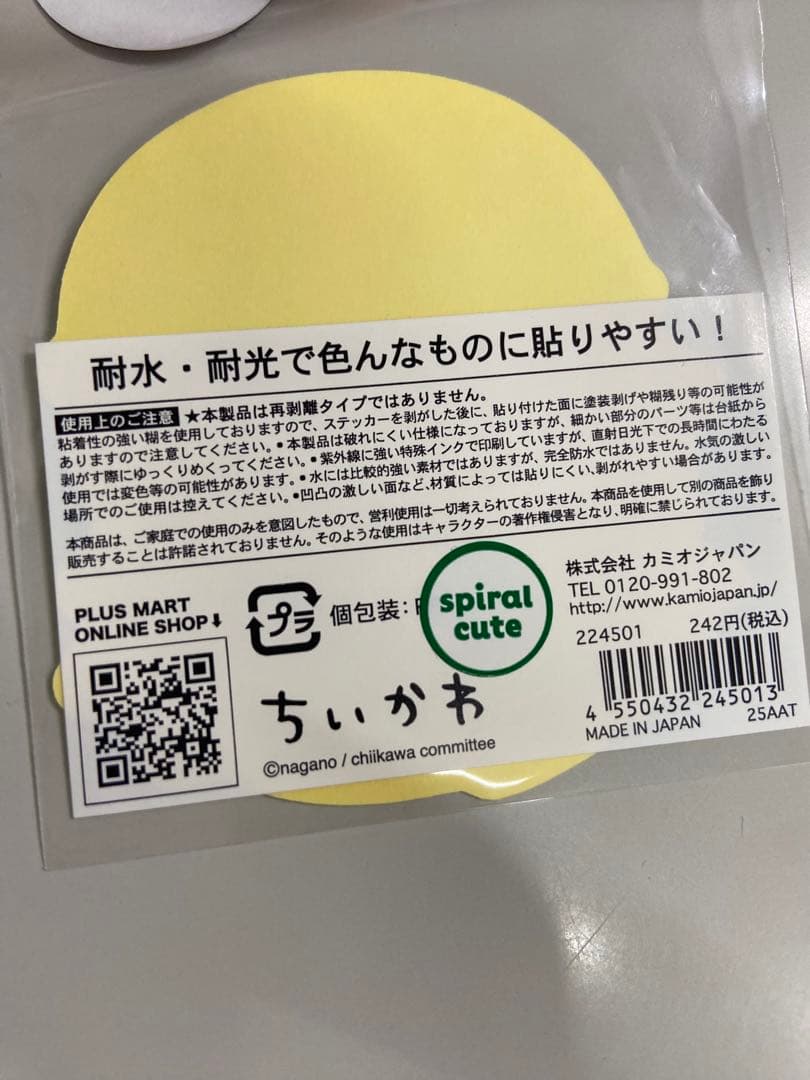 耐水・耐光で色んなものに貼りやすい！
使用上のご注意 ★本製品は再剥離タイプではありません。
粘着性の強い糊を使用しておりますので、ステッカーを剥がした後に、貼り付けた面に塗装剥げや糊残り等の可能性が
ありますので注意してください。•本製品は破れにくい仕様になっておりますが、細かい部分のパーツ等は台紙から
剥がす際にゆっくりめくってください。•紫外線に強い特殊インクで印刷していますが、直射日光下での長時間にわたる
使用では変色等の可能性があります。•水には比較的強い素材ではありますが、完全防水ではありません。水気の激しい
場所でのご使用は控えてください。•凹凸の激しい面など、材質によっては貼りにくい、剥がれやすい場合があります。
本商品は、ご家庭での使用のみを意図したもので、営利使用は一切考えられておりません。本商品を使用して別の商品を飾り
販売することは許諾されておりません。そのような使用はキャラクターの著作権侵害となり、明確に禁じられております。
PLUS MART
ONLINE SHOP⬇
プラ
個包装：
spiral
cute
株式会社 カミオジャパン
TEL 0120-991-802
http://www.kamiojapan.jp/
224501 242円(税込)
4 550432 245013
MADE IN JAPAN 25AAT
ちいかわ
©nagano / chiikawa committee